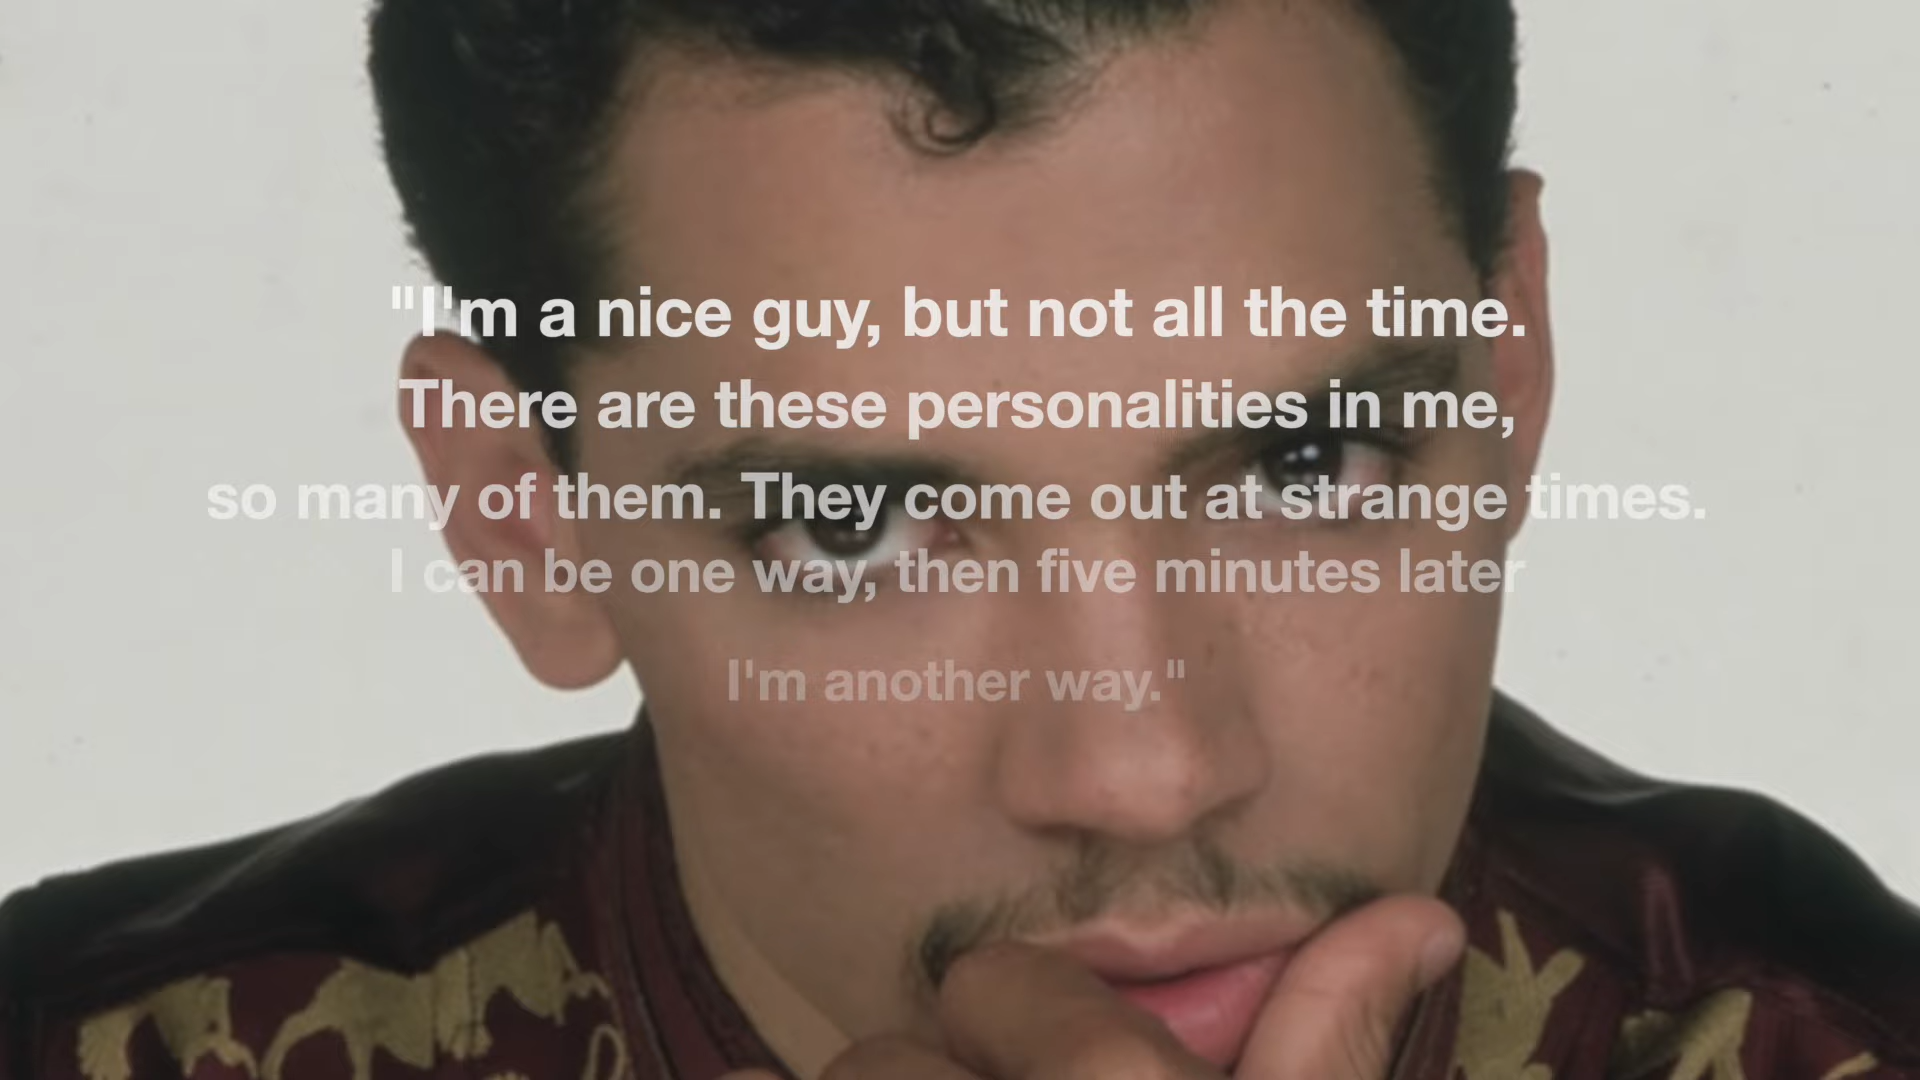 "I'm a nice guy, but not all the time.
There are these personalities in me,
so many of them. They come out at strange times.
I can be one way, then five minutes later
I'm another way."